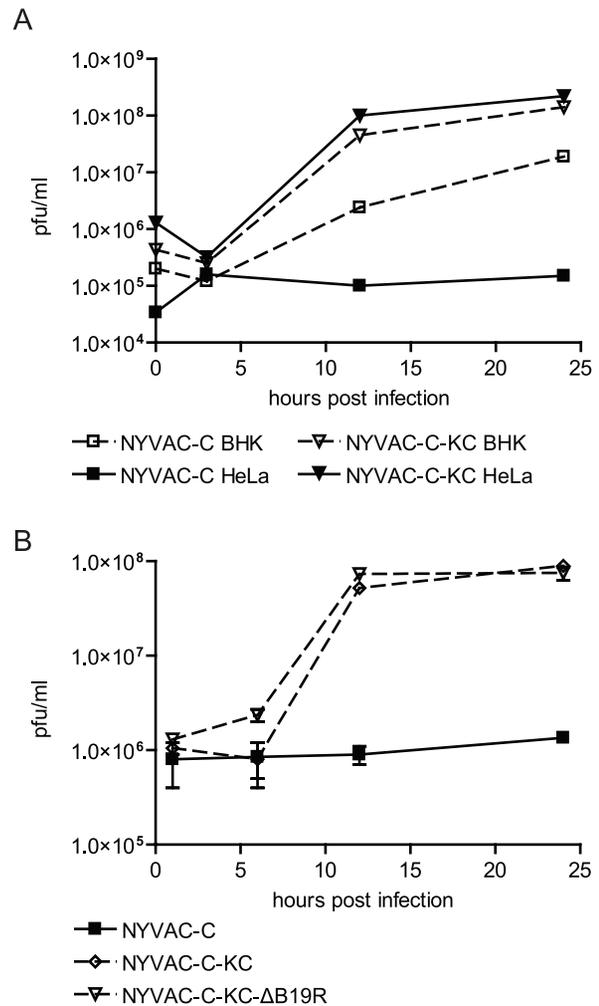 A
1.0×10⁹
1.0×10⁸
1.0×10⁷
1.0×10⁶
1.0×10⁵
1.0×10⁴
pfu/ml
0 5 10 15 20 25
hours post infection
NYVAC-C BHK NYVAC-C-KC BHK
NYVAC-C HeLa NYVAC-C-KC HeLa
B
1.0×10⁸
1.0×10⁷
1.0×10⁶
1.0×10⁵
pfu/ml
0 5 10 15 20 25
hours post infection
NYVAC-C
NYVAC-C-KC
NYVAC-C-KC-ΔB19R